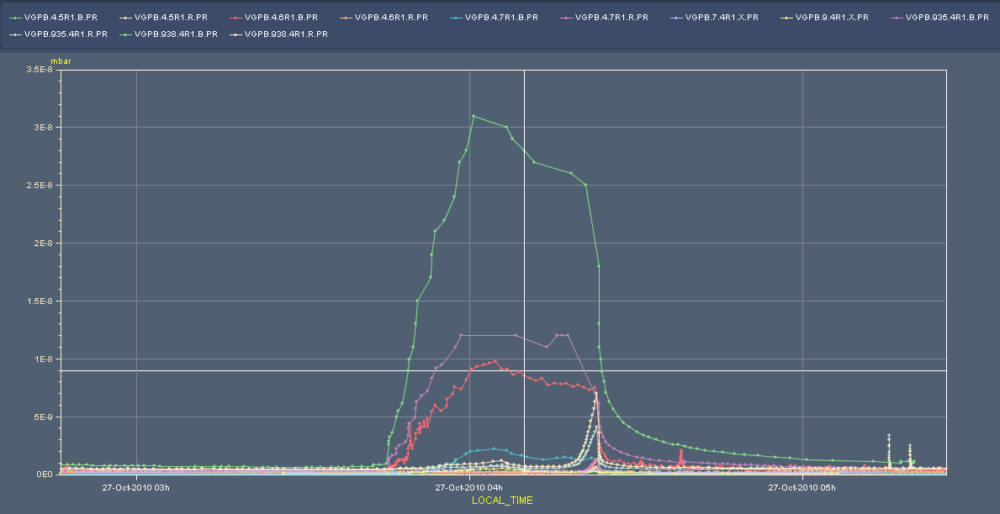 VGPB.4.5R1.B.PR VGPB.4.5R1.R.PR VGPB.4.6R1.B.PR VGPB.4.6R1.R.PR VGPB.4.7R1.B.PR VGPB.4.7R1.R.PR VGPB.7.4R1.X.PR VGPB.9.4R1.X.PR VGPB.935.4R1.B.PR
VGPB.935.4R1.R.PR VGPB.938.4R1.B.PR VGPB.938.4R1.R.PR
mbar
3.5E-8
3E-8
2.5E-8
2E-8
1.5E-8
1E-8
5E-9
0E0
27-Oct-2010 03h 27-Oct-2010 04h 27-Oct-2010 05h
LOCAL_TIME